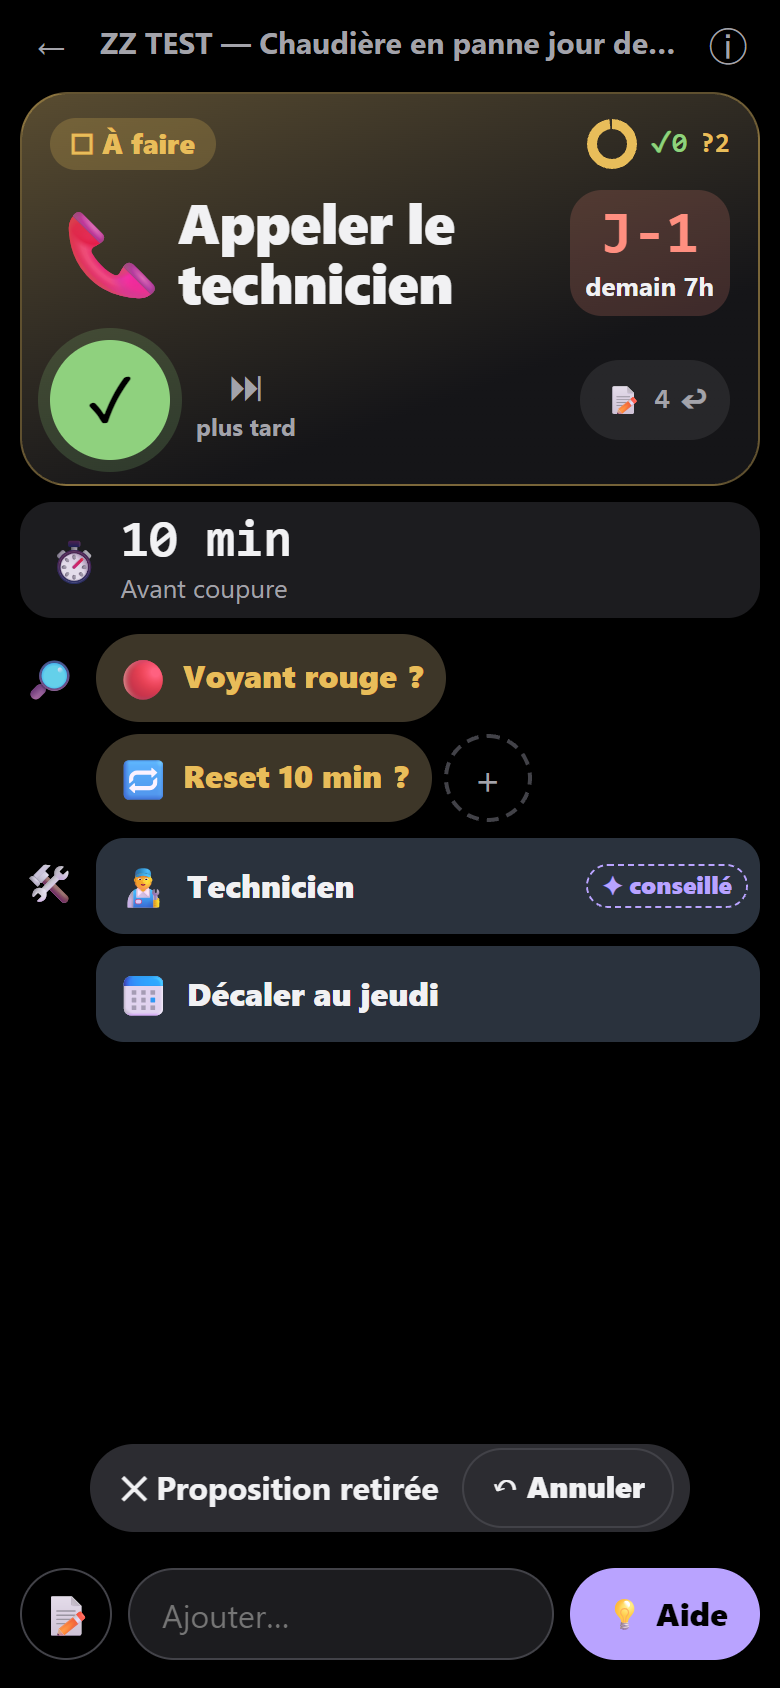 ← ZZ TEST — Chaudière en panne jour de… ⓘ
☐ À faire
✓0 ?2
Appeler le
technicien
J-1
demain 7h
✓
plus tard
4 ↩
10 min
Avant coupure
Voyant rouge ?
Reset 10 min ?
+
Technicien
✦ conseillé
Décaler au jeudi
✕ Proposition retirée
↶ Annuler
Ajouter…
Aide